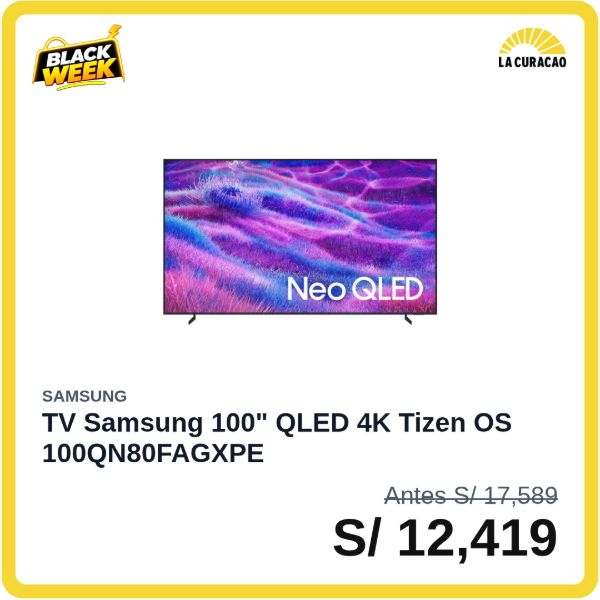 BLACK
WEEK
LA CURACAO
Neo QLED
SAMSUNG
TV Samsung 100" QLED 4K Tizen OS
100QN80FAGXPE
Antes S/ 17,589
S/ 12,419